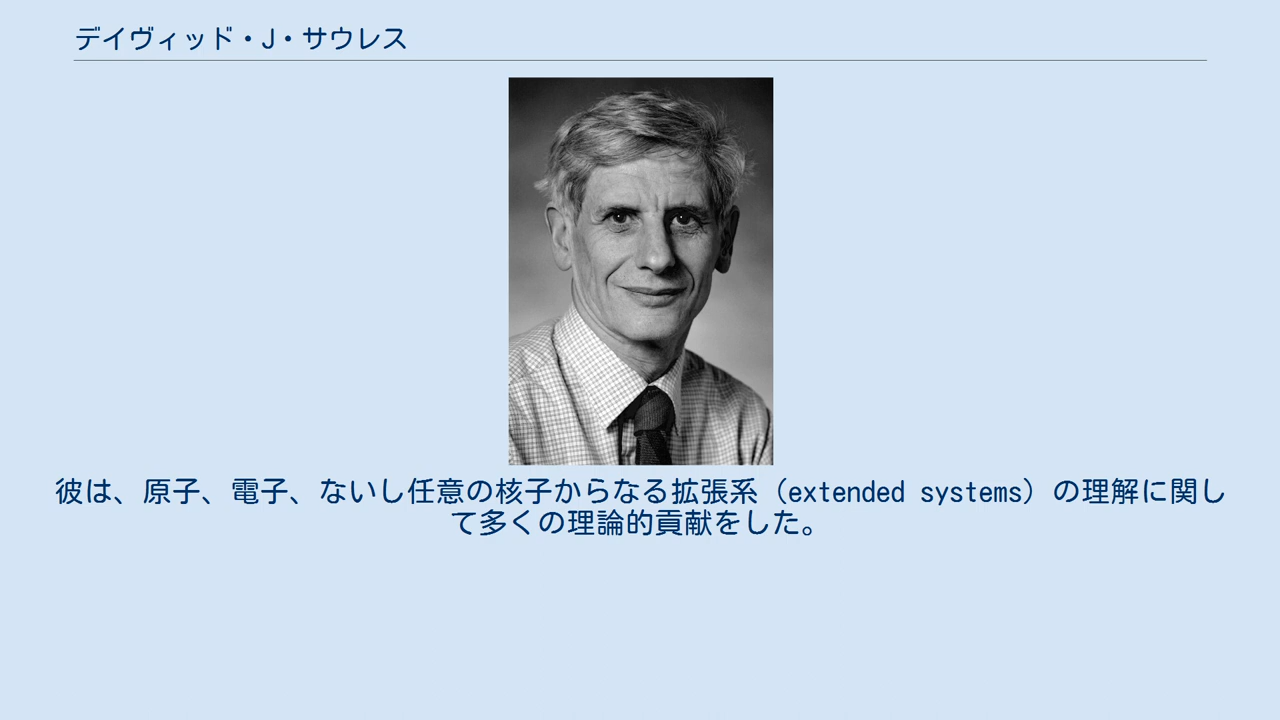 デイヴィッド・J・サウレス
彼は、原子、電子、ないし任意の核子からなる拡張系（extended systems）の理解に関し
て多くの理論的貢献をした。